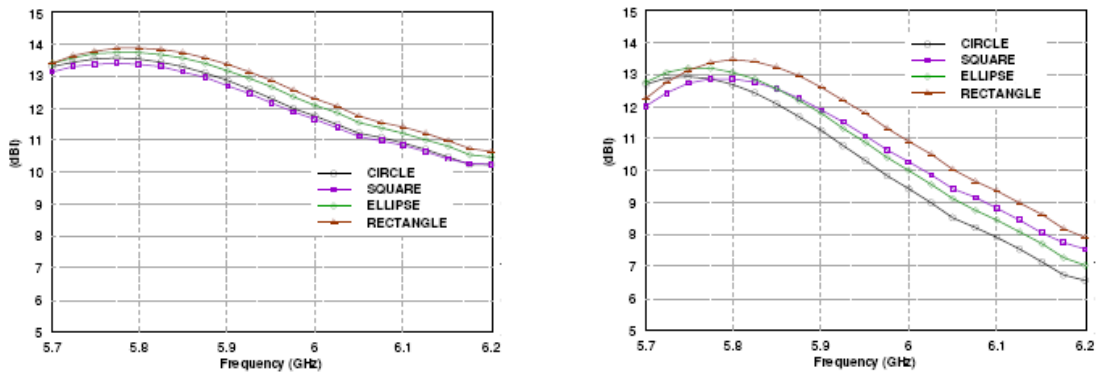 15
14
13
12
11
10
9
8
7
6
5
(dBI)
CIRCLE
SQUARE
ELLIPSE
RECTANGLE
5.7 5.8 5.9 6 6.1 6.2
Frequency (GHz)
15
14
13
12
11
10
9
8
7
6
5
(dBI)
CIRCLE
SQUARE
ELLIPSE
RECTANGLE
5.7 5.8 5.9 6 6.1 6.2
Frequency (GHz)